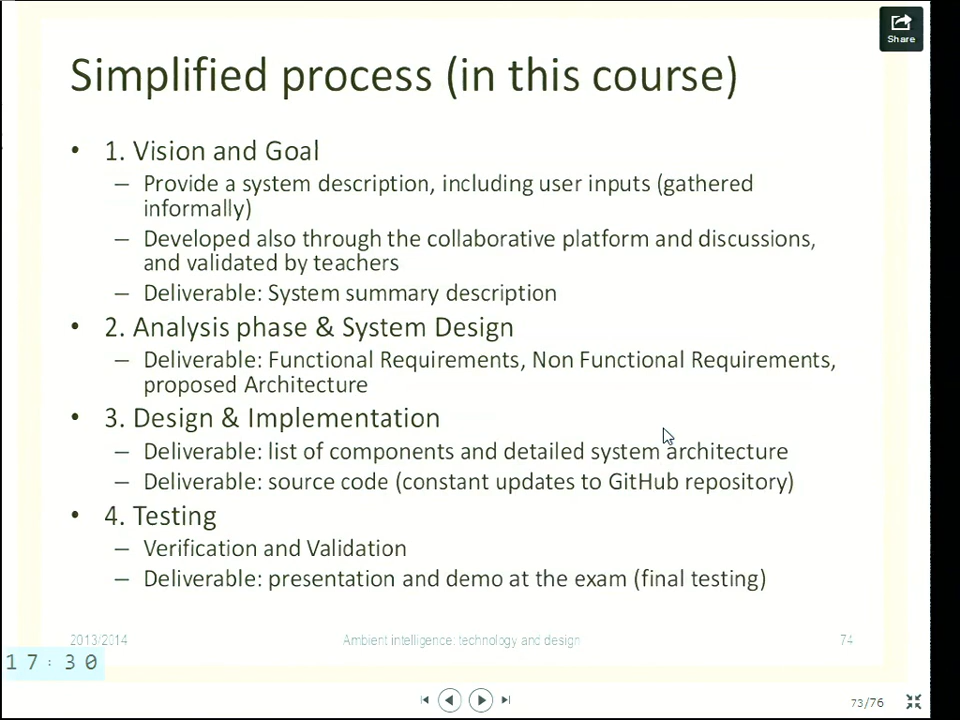 Share
Simplified process (in this course)
• 1. Vision and Goal
– Provide a system description, including user inputs (gathered
informally)
– Developed also through the collaborative platform and discussions,
and validated by teachers
– Deliverable: System summary description
• 2. Analysis phase & System Design
– Deliverable: Functional Requirements, Non Functional Requirements,
proposed Architecture
• 3. Design & Implementation
– Deliverable: list of components and detailed system architecture
– Deliverable: source code (constant updates to GitHub repository)
• 4. Testing
– Verification and Validation
– Deliverable: presentation and demo at the exam (final testing)
2013/2014 Ambient intelligence: technology and design 74
17:30
73/76